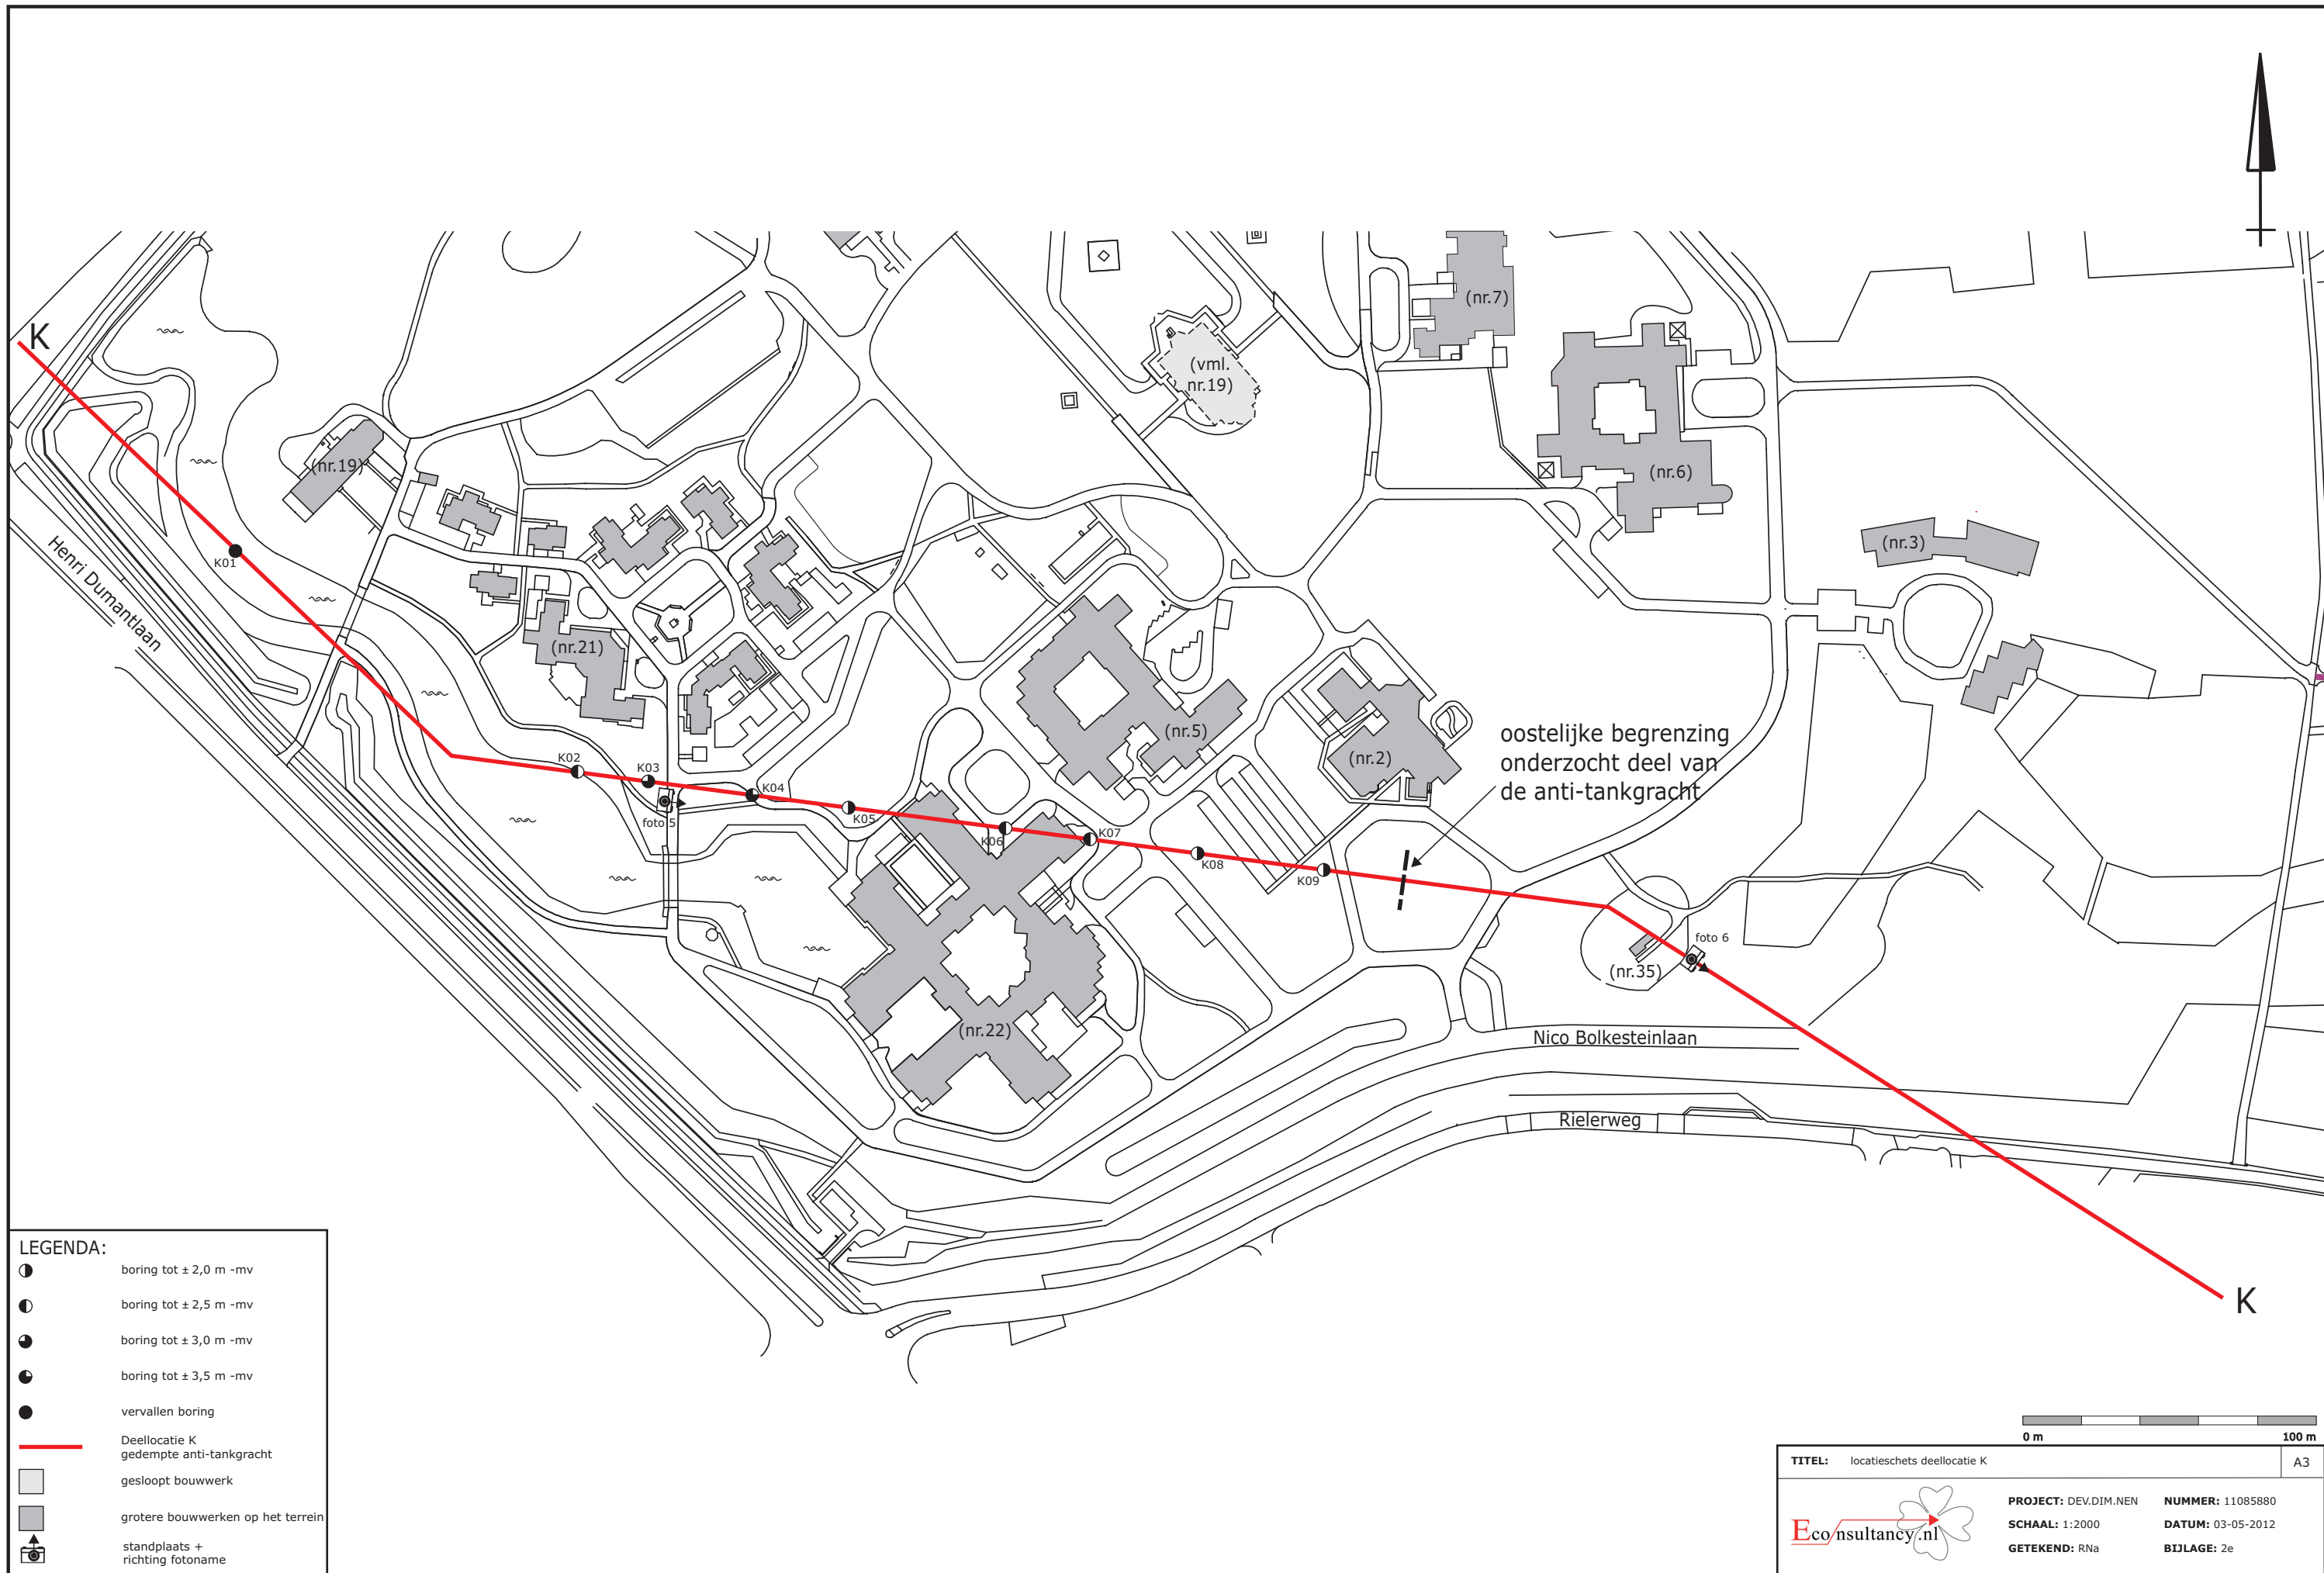 K
(nr.7)
(vml.
nr.19)
(nr.19)
(nr.6)
(nr.3)
K01
Henri Dumantlaan
(nr.21)
(nr.5)
(nr.2)
oostelijke begrenzing
onderzocht deel van
de anti-tankgracht
K02
K03
K04
K05
foto 5
K06
K07
K08
K09
foto 6
(nr.35)
(nr.22)
Nico Bolkesteinlaan
Rielerweg
K
LEGENDA:
boring tot ± 2,0 m -mv
boring tot ± 2,5 m -mv
boring tot ± 3,0 m -mv
boring tot ± 3,5 m -mv
vervallen boring
Deellocatie K
gedempte anti-tankgracht
gesloopt bouwwerk
grotere bouwwerken op het terrein
standplaats +
richting fotoname
0 m 100 m
TITEL: locatieschets deellocatie K A3
Econsultancy.nl
PROJECT: DEV.DIM.NEN NUMMER: 11085880
SCHAAL: 1:2000 DATUM: 03-05-2012
GETEKEND: RNa BIJLAGE: 2e